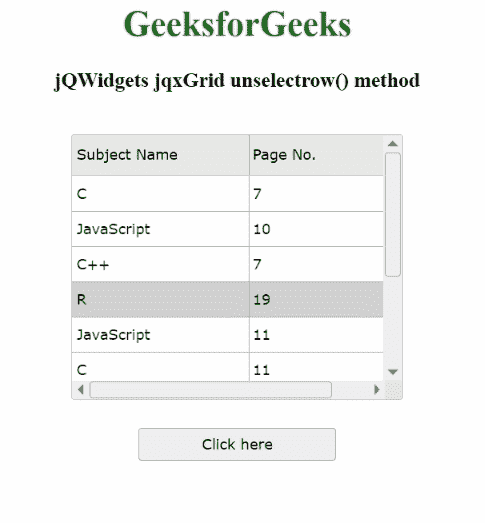 GeeksforGeeks
jQWidgets jqxGrid unselectrow() method
Subject Name Page No.
C 7
JavaScript 10
C++ 7
R 19
JavaScript 11
C 11
Click here